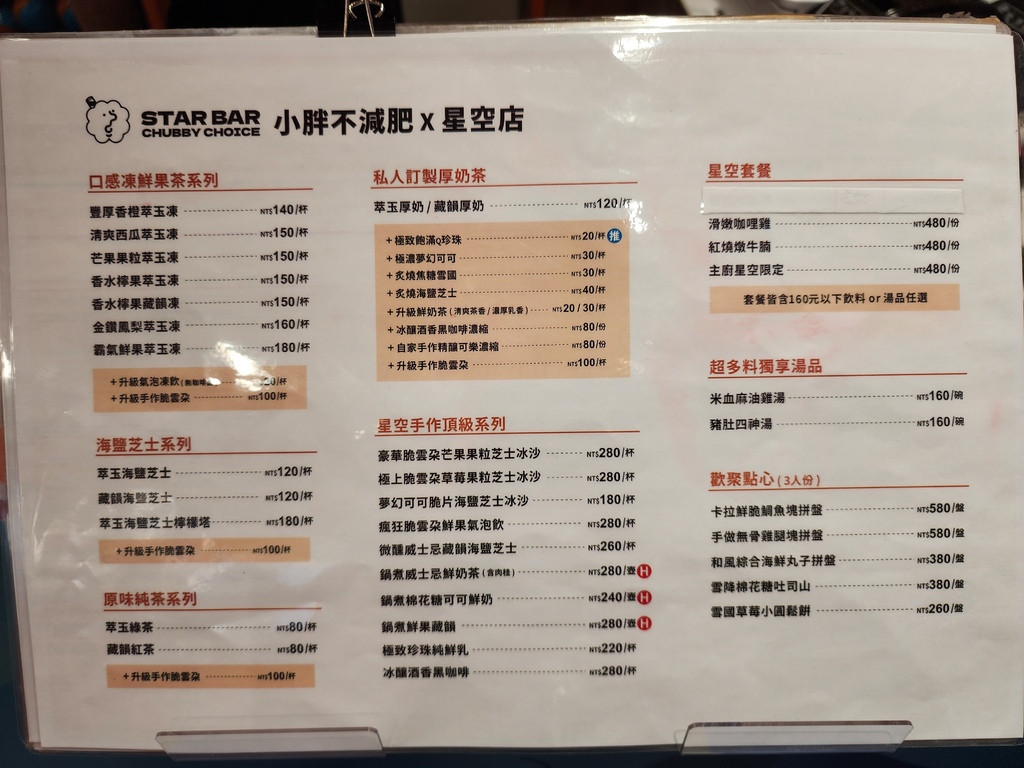 STAR BAR
CHUBBY CHOICE
小胖不減肥 X 星空店
口感凍鮮果茶系列
豐厚香橙萃玉凍 NT$140/杯
清爽西瓜萃玉凍 NT$150/杯
芒果果粒萃玉凍 NT$150/杯
香水檸果萃玉凍 NT$150/杯
香水檸果藏韻凍 NT$150/杯
金鑽鳳梨萃玉凍 NT$160/杯
霸氣鮮果萃玉凍 NT$180/杯
+升級氣泡凍飲 /杯
+升級手作脆雲朶 NT$100/杯
海鹽芝士系列
萃玉海鹽芝士 NT$120/杯
藏韻海鹽芝士 NT$120/杯
萃玉海鹽芝士檸檬塔 NT$180/杯
+升級手作脆雲朶 NT$100/杯
原味純茶系列
萃玉綠茶 NT$80/杯
藏韻紅茶 NT$80/杯
+升級手作脆雲朶 NT$100/杯
私人訂製厚奶茶
萃玉厚奶 / 藏韻厚奶 NT$120/杯
+極致飽滿Q珍珠 NT$20/杯 推
+極濃夢幻可可 NT$30/杯
+炙燒焦糖雪國 NT$30/杯
+炙燒海鹽芝士 NT$40/杯
+升級鮮奶茶(清爽茶香/濃厚乳香) NT$20 / 30/杯
+冰釀酒香黑咖啡濃縮 NT$80/份
+自家手作精釀可樂濃縮 NT$80/份
+升級手作脆雲朶 NT$100/杯
星空手作頂級系列
豪華脆雲朶芒果果粒芝士冰沙 NT$280/杯
極上脆雲朶草莓果粒芝士冰沙 NT$280/杯
夢幻可可脆片海鹽芝士冰沙 NT$180/杯
瘋狂脆雲朶鮮果氣泡飲 NT$280/杯
微醺威士忌藏韻海鹽芝士 NT$260/杯
鍋煮威士忌鮮奶茶(含肉桂) NT$280/壺 H
鍋煮棉花糖可可鮮奶 NT$240/壺 H
鍋煮鮮果藏韻 NT$280/壺 H
極致珍珠純鮮乳 NT$220/杯
冰釀酒香黑咖啡 NT$280/杯
星空套餐
滑嫩咖哩雞 NT$480/份
紅燒燉牛腩 NT$480/份
主廚星空限定 NT$480/份
套餐皆含160元以下飲料 or 湯品任選
超多料獨享湯品
米血麻油雞湯 NT$160/碗
豬肚四神湯 NT$160/碗
歡聚點心(3人份)
卡拉鮮脆鯛魚塊拼盤 NT$580/盤
手做無骨雞腿塊拼盤 NT$580/盤
和風綜合海鮮丸子拼盤 NT$380/盤
雪降棉花糖吐司山 NT$380/盤
雪國草莓小圓鬆餅 NT$260/盤